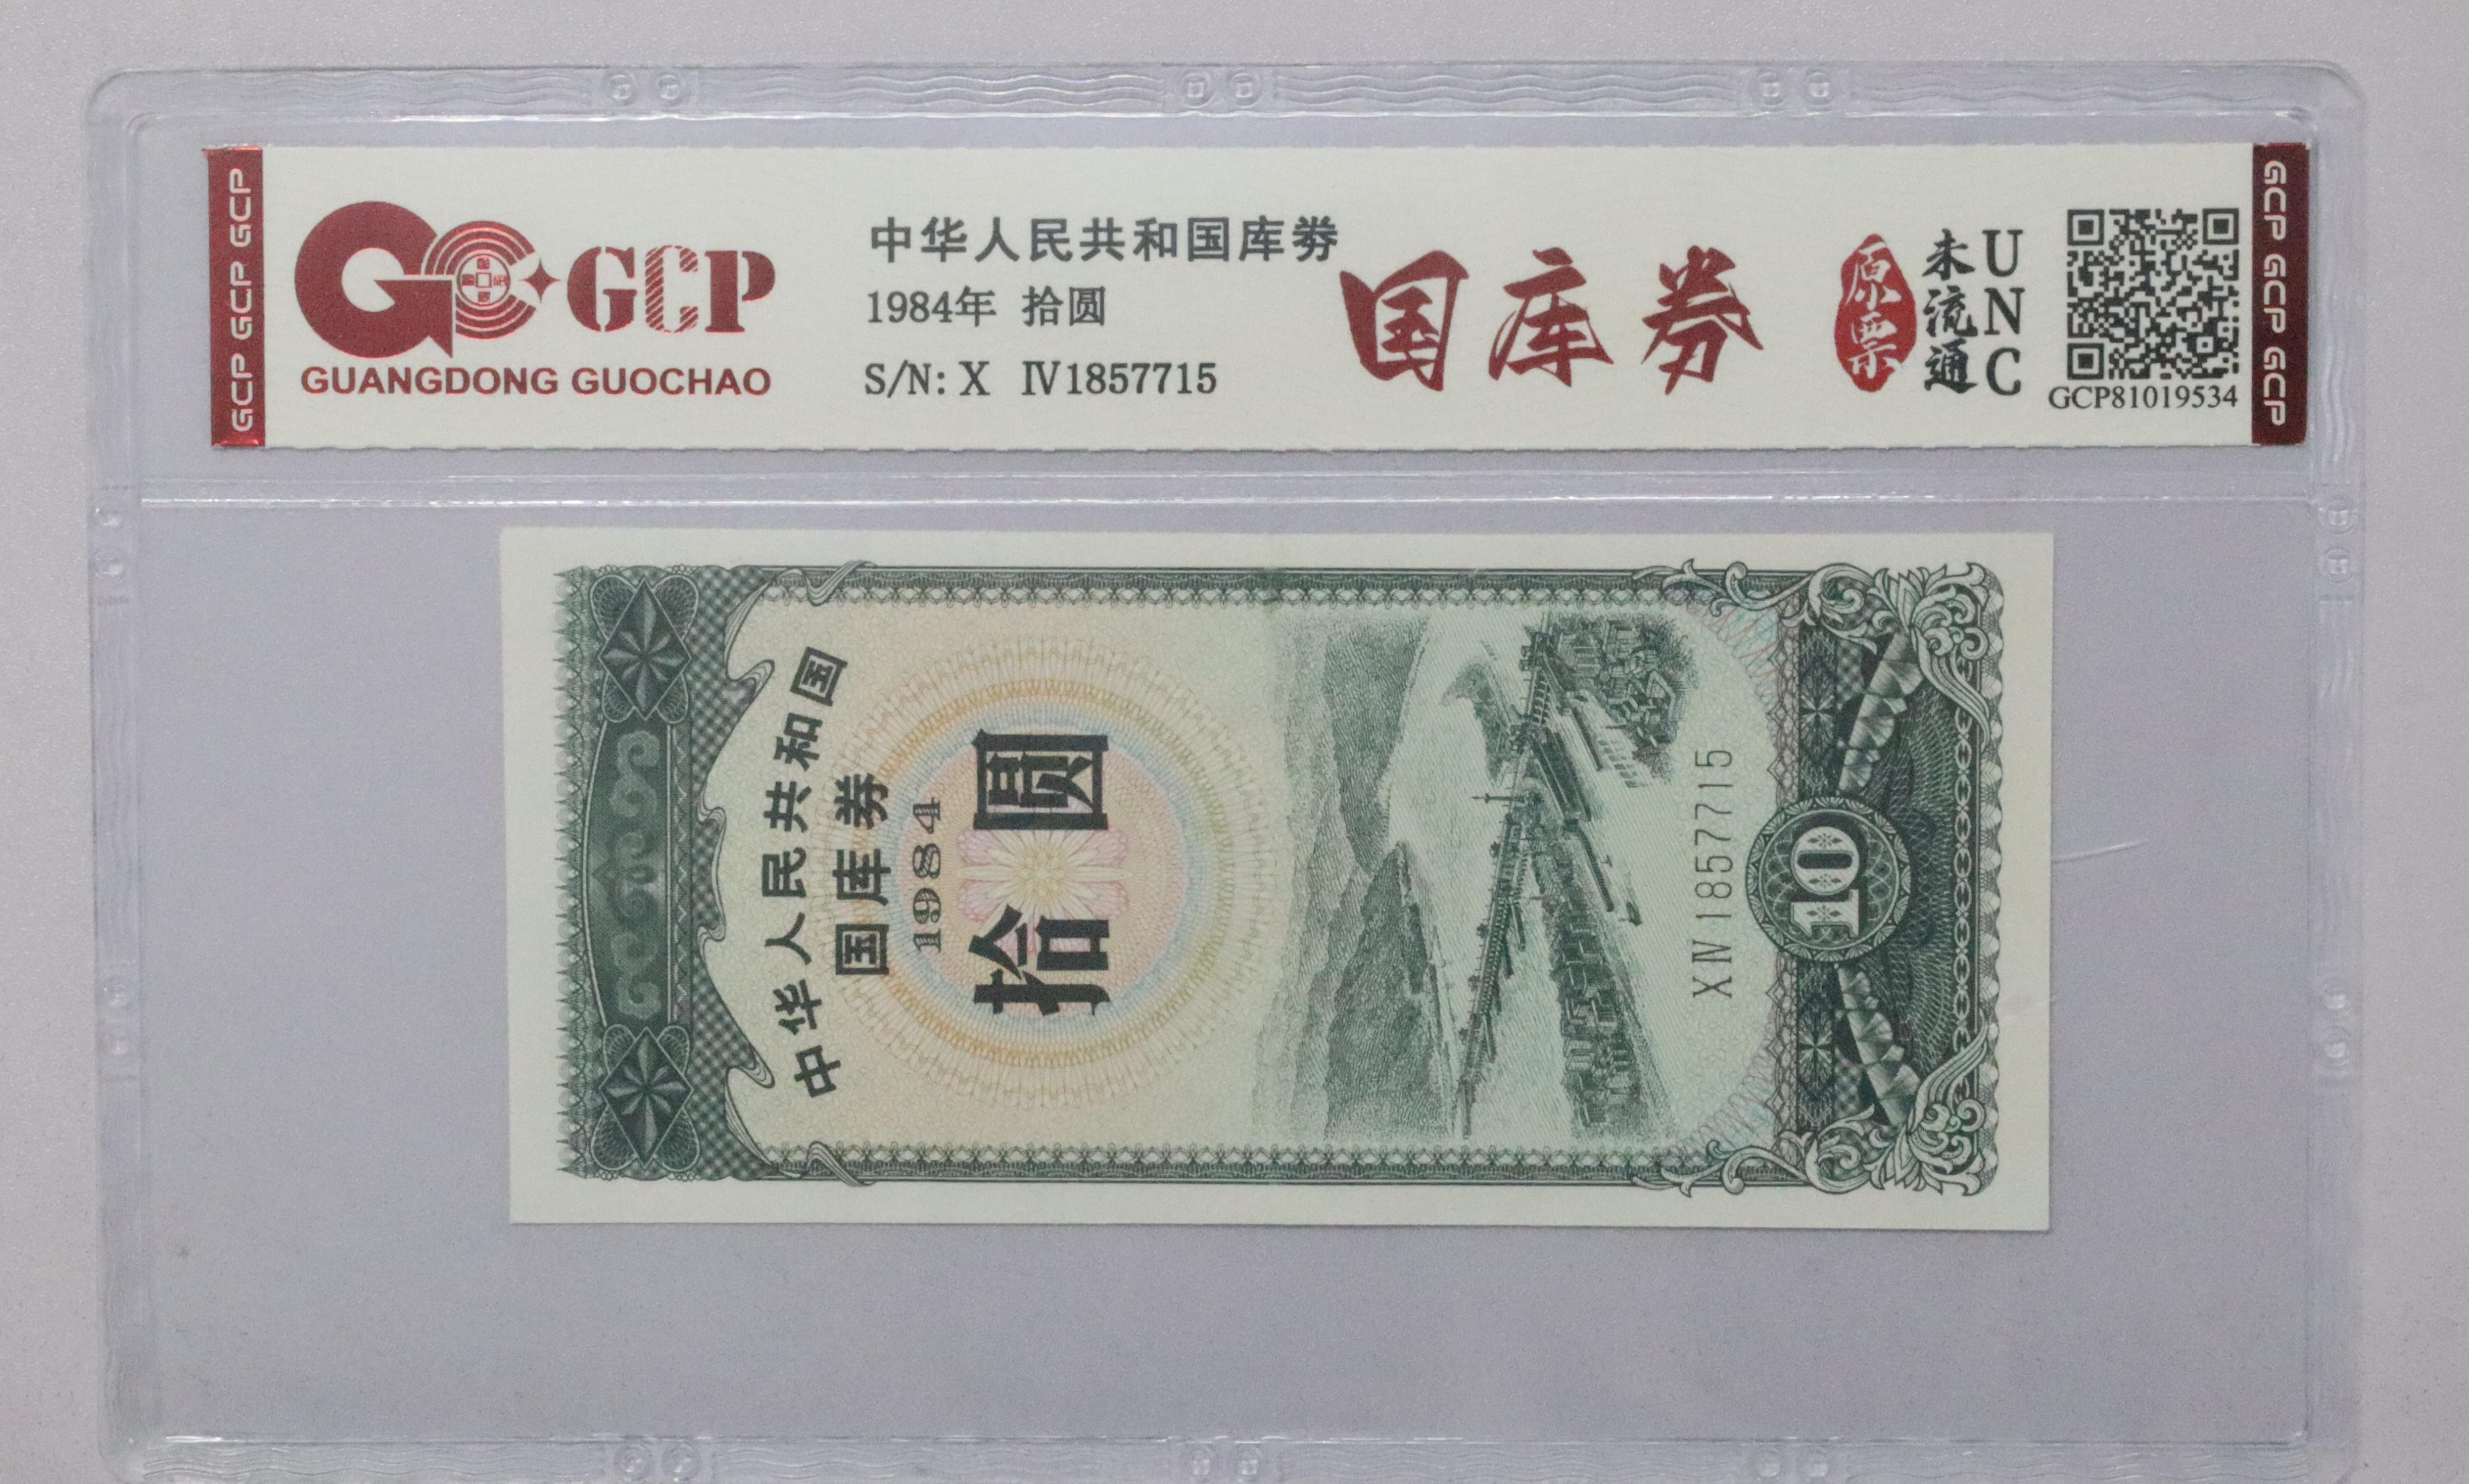 GCP GCP GCP
GCP
GUANGDONG GUOCHAO
中华人民共和国库券
1984年 拾圆
S/N: X Ⅳ1857715
国库券
原票
未流通
UNC
GCP81019534
GCP GCP GCP
中华人民共和国
国库券
1984
拾圆
XⅣ1857715
10